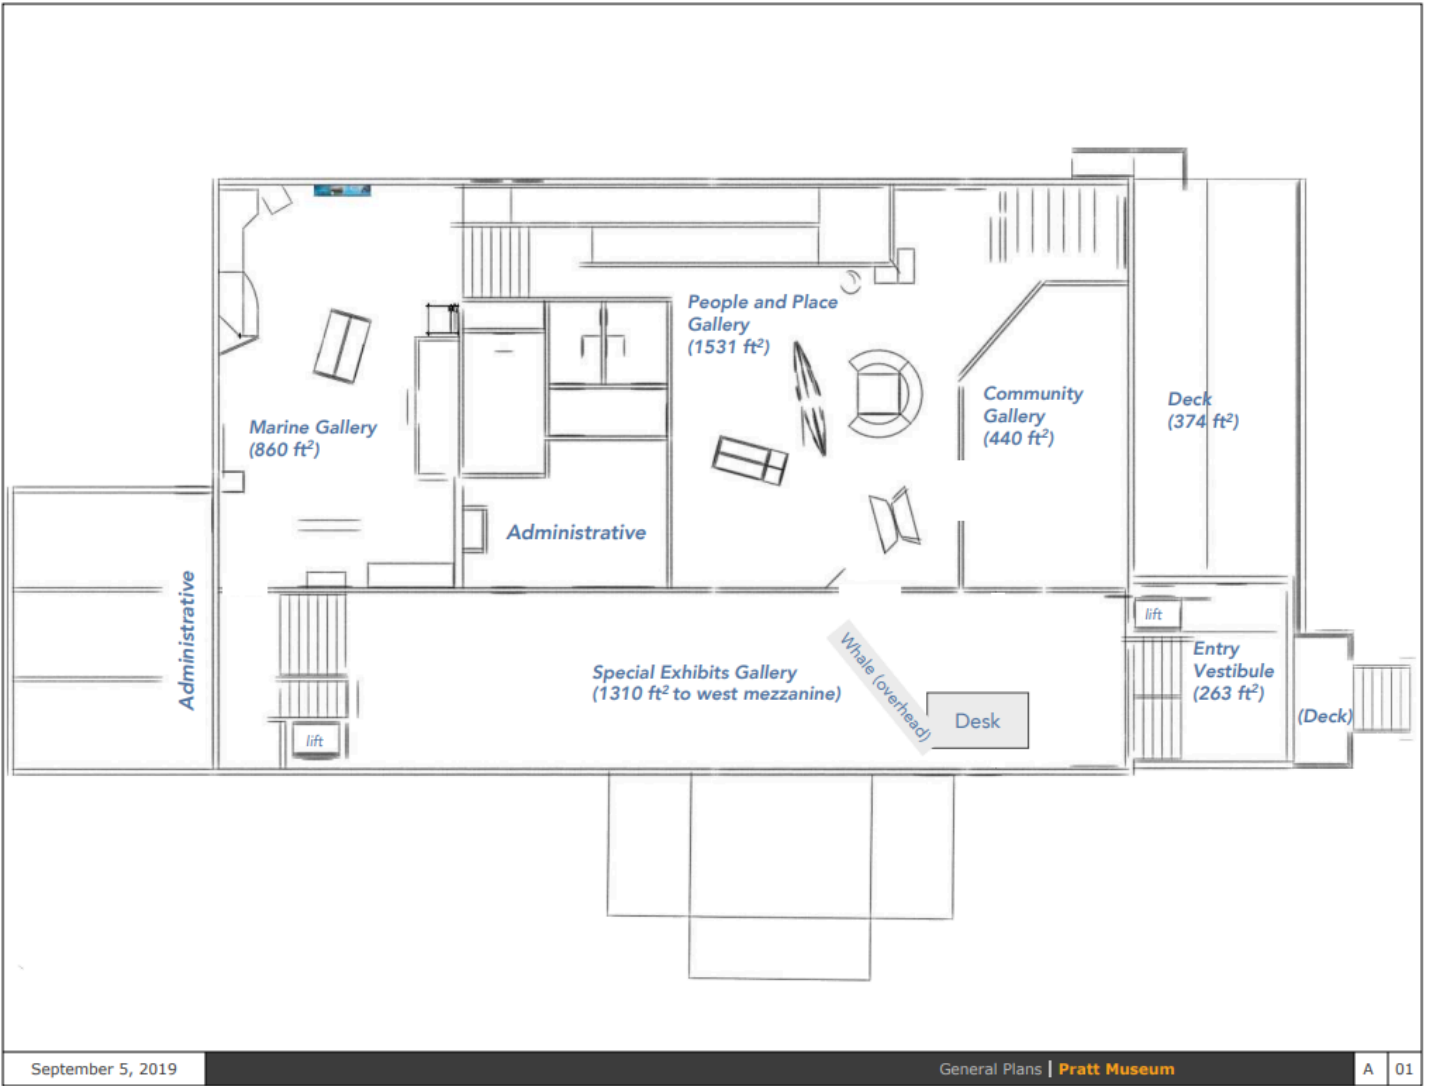 People and Place
Gallery
(1531 ft²)
Marine Gallery
(860 ft²)
Community
Gallery
(440 ft²)
Deck
(374 ft²)
Administrative
Administrative
lift
Entry
Vestibule
(263 ft²)
(Deck)
Special Exhibits Gallery
(1310 ft² to west mezzanine)
Whale (overhead)
Desk
lift
September 5, 2019
General Plans | Pratt Museum
A
01